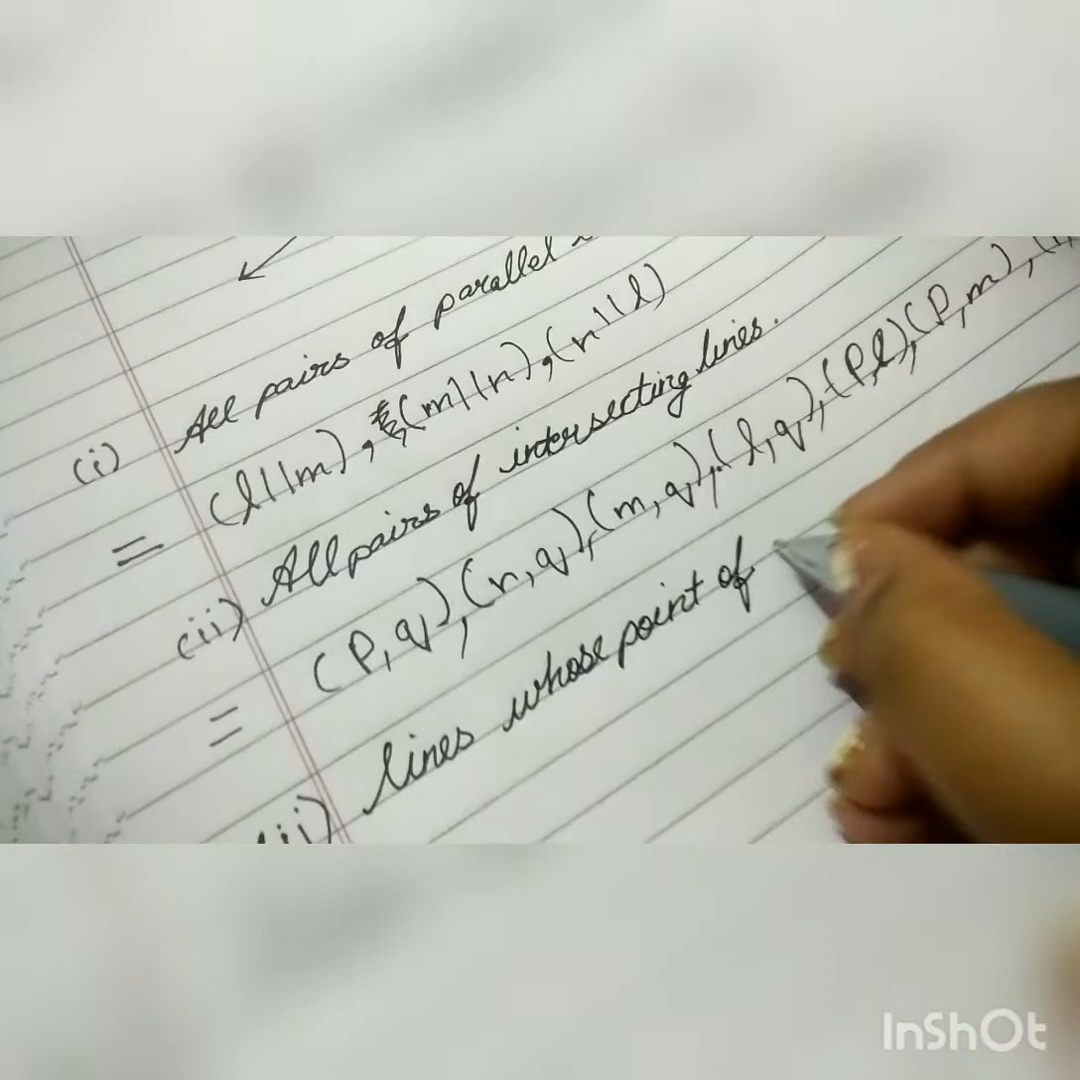 (i) All pairs of parallel
= (l||m), (m||n), (n||l)
(ii) All pairs of intersecting lines.
= (P,q), (n,q), (m,q), (l,q), (P,l), (P,m),
lines whose point of
InShOt